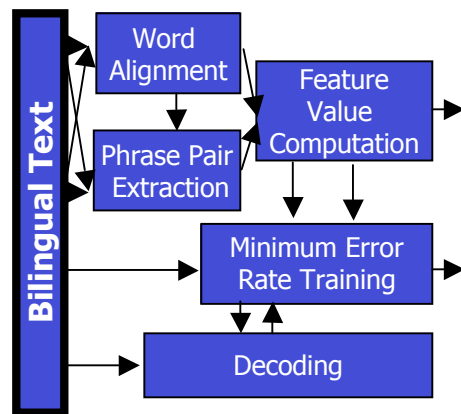 Bilingual Text
Word
Alignment
Phrase Pair
Extraction
Feature
Value
Computation
Minimum Error
Rate Training
Decoding